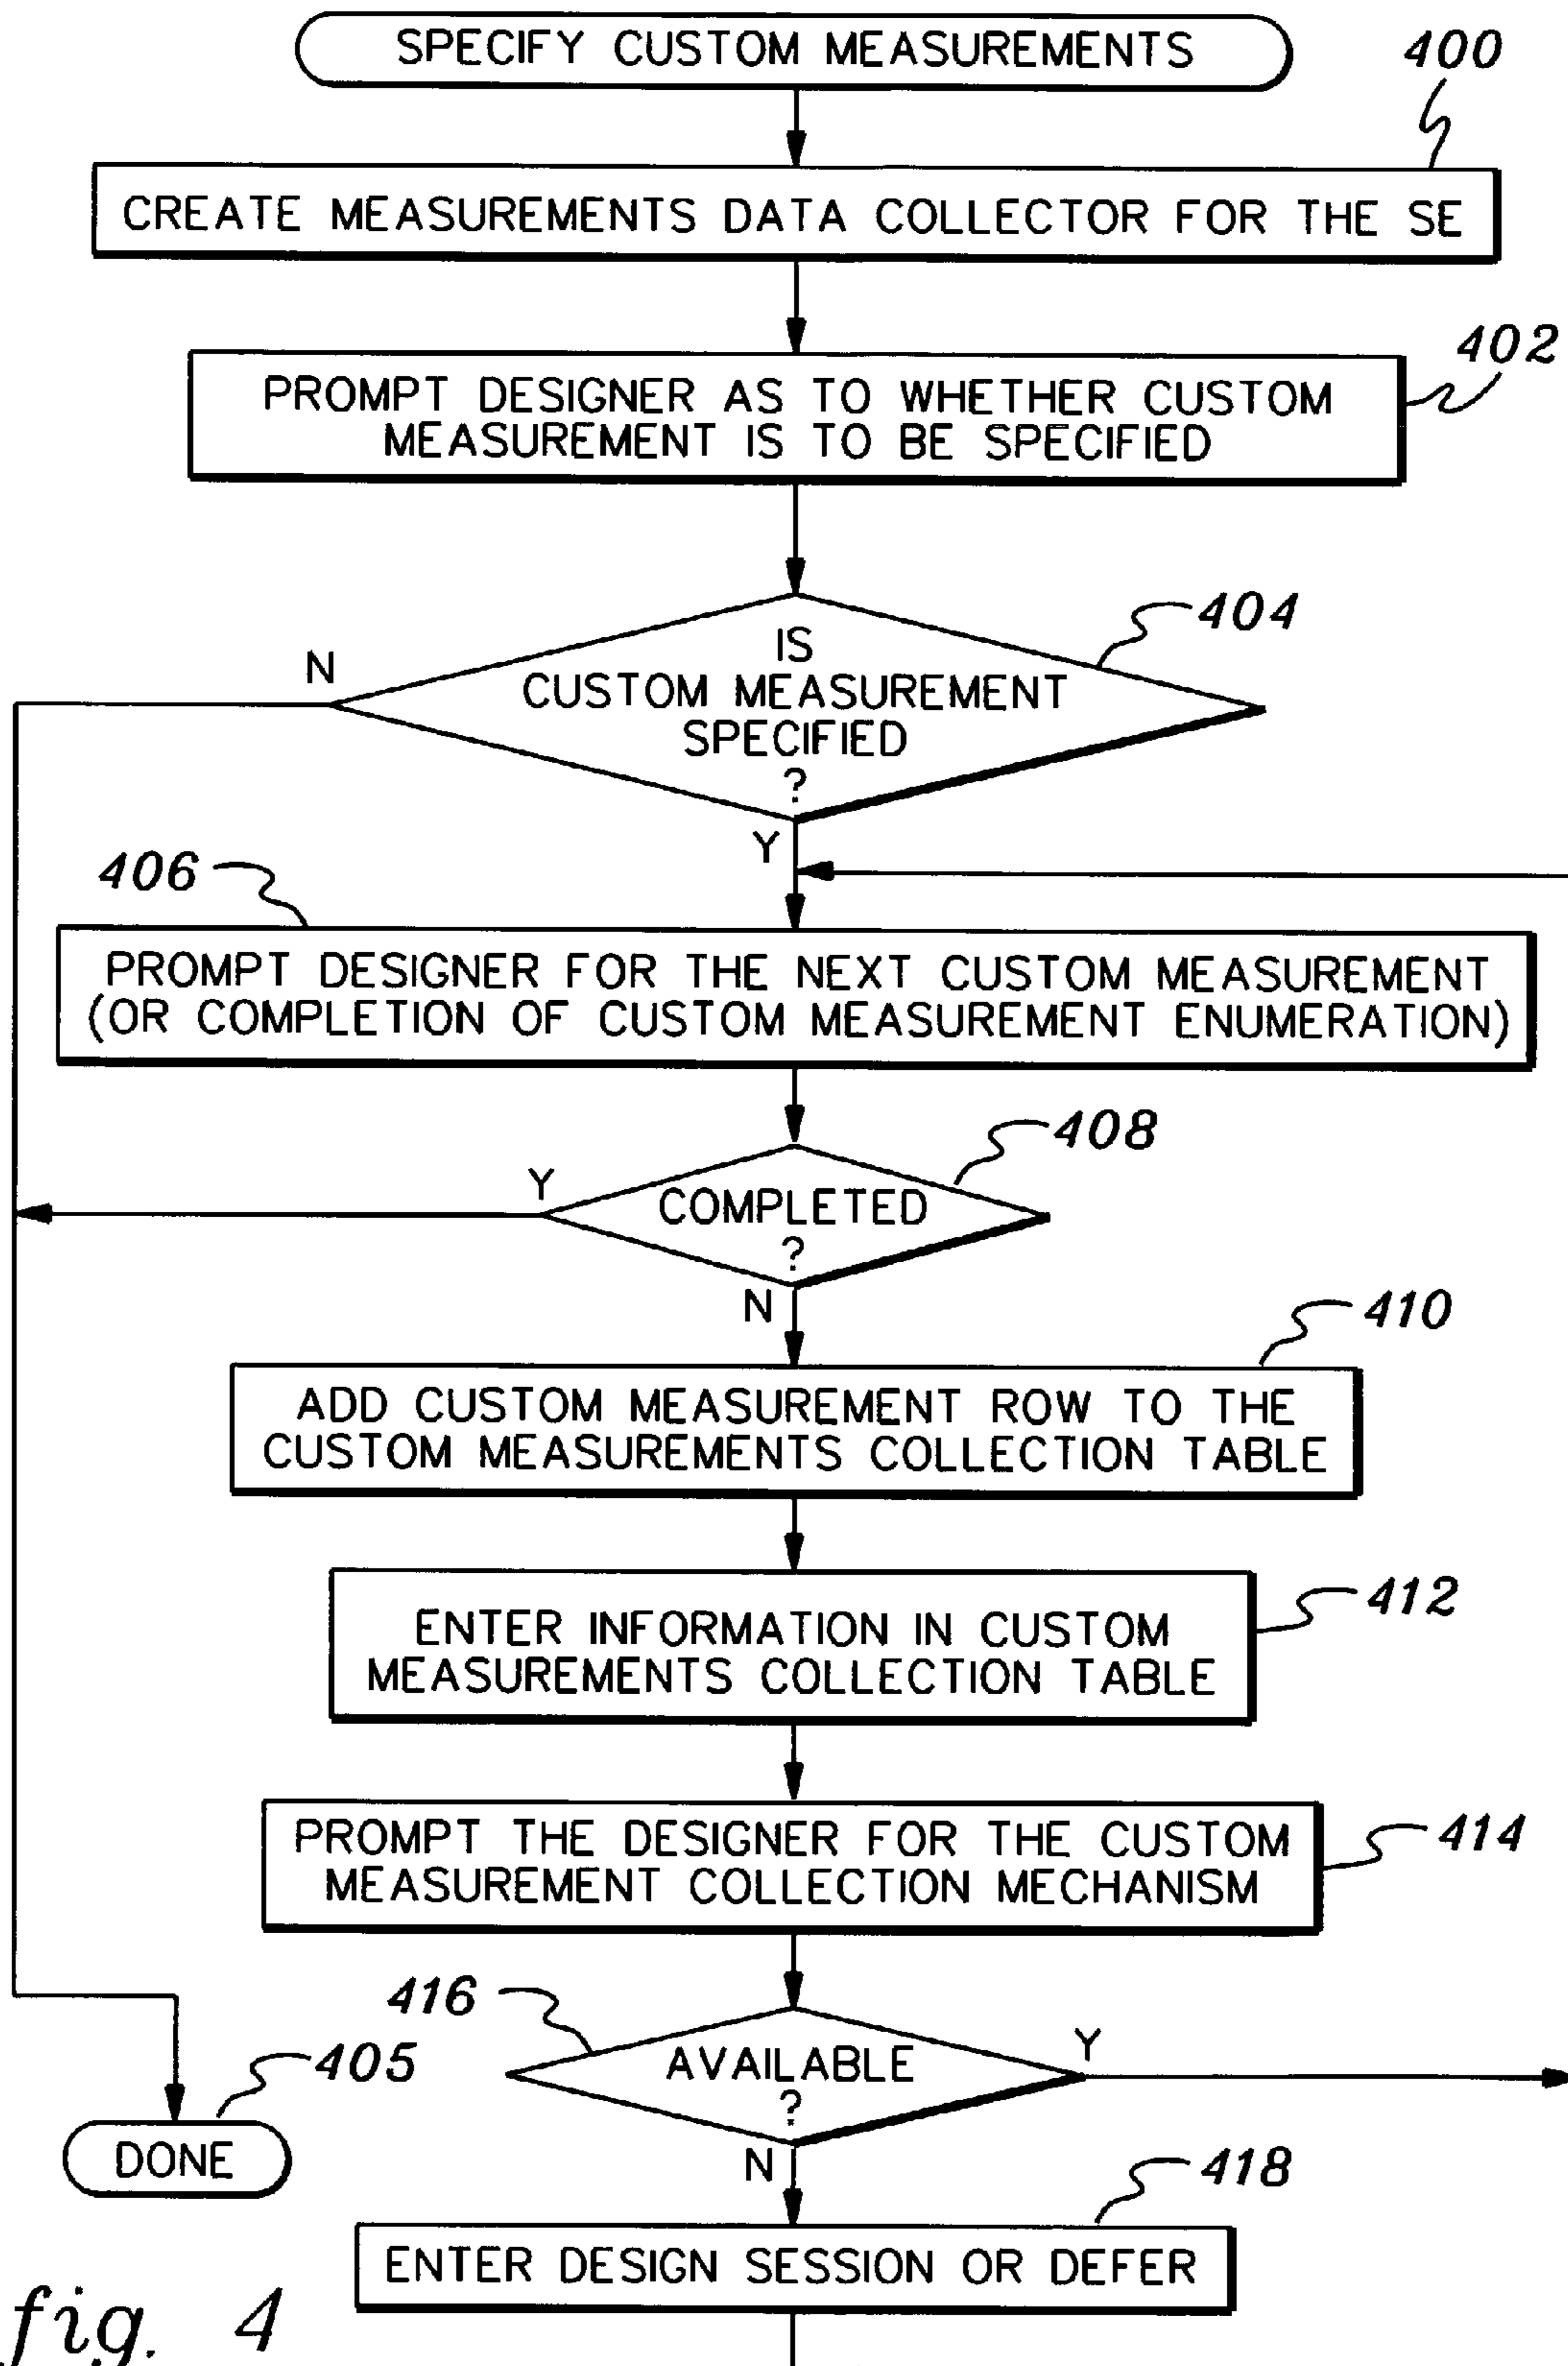 SPECIFY CUSTOM MEASUREMENTS
400
CREATE MEASUREMENTS DATA COLLECTOR FOR THE SE
402
PROMPT DESIGNER AS TO WHETHER CUSTOM
MEASUREMENT IS TO BE SPECIFIED
404
N
IS
CUSTOM MEASUREMENT
SPECIFIED
?
Y
406
PROMPT DESIGNER FOR THE NEXT CUSTOM MEASUREMENT
(OR COMPLETION OF CUSTOM MEASUREMENT ENUMERATION)
408
Y
COMPLETED
?
N
410
ADD CUSTOM MEASUREMENT ROW TO THE
CUSTOM MEASUREMENTS COLLECTION TABLE
412
ENTER INFORMATION IN CUSTOM
MEASUREMENTS COLLECTION TABLE
414
PROMPT THE DESIGNER FOR THE CUSTOM
MEASUREMENT COLLECTION MECHANISM
416
AVAILABLE
?
Y
N
405
DONE
418
ENTER DESIGN SESSION OR DEFER
fig. 4